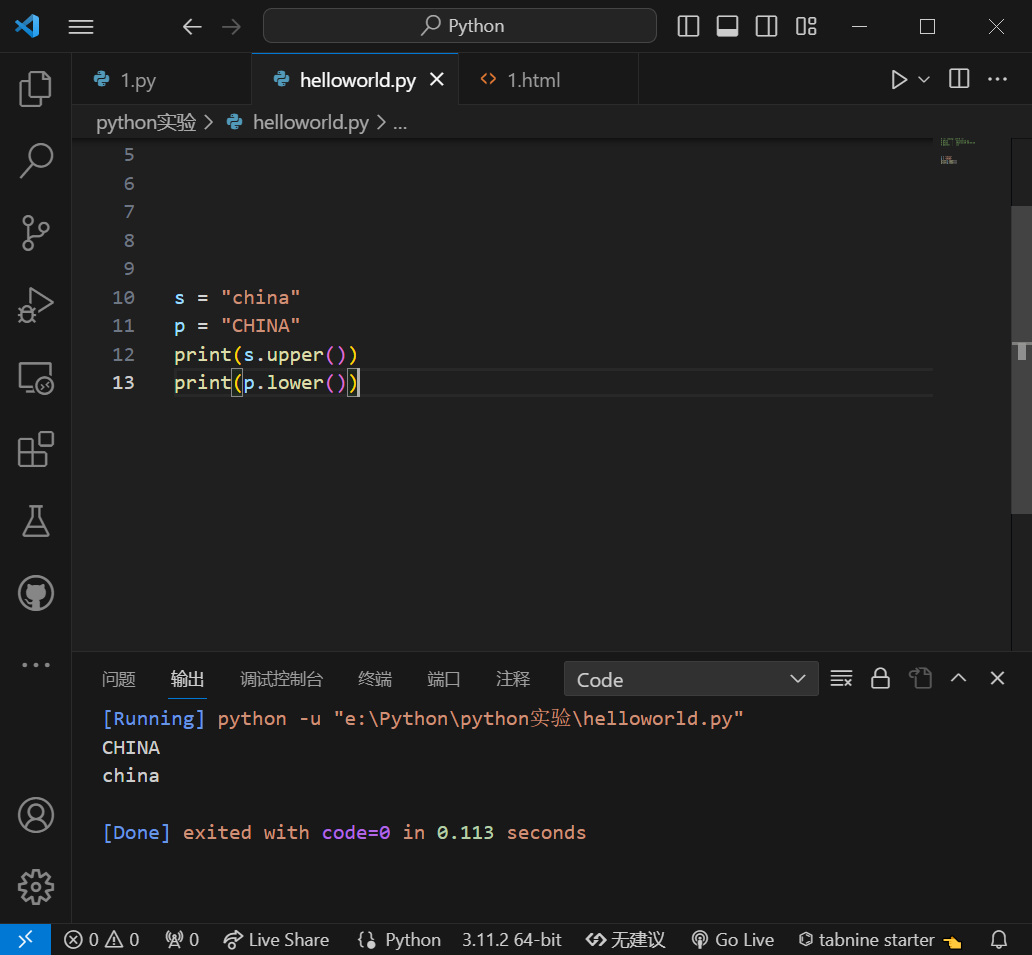 Python
1.py
helloworld.py
1.html
python实验 > helloworld.py > ...
5
6
7
8
9
10 s = "china"
11 p = "CHINA"
12 print(s.upper())
13 print(p.lower())
问题 输出 调试控制台 终端 端口 注释 Code
[Running] python -u "e:\Python\python实验\helloworld.py"
CHINA
china
[Done] exited with code=0 in 0.113 seconds
0 0 0 Live Share Python 3.11.2 64-bit 无建议 Go Live tabnine starter